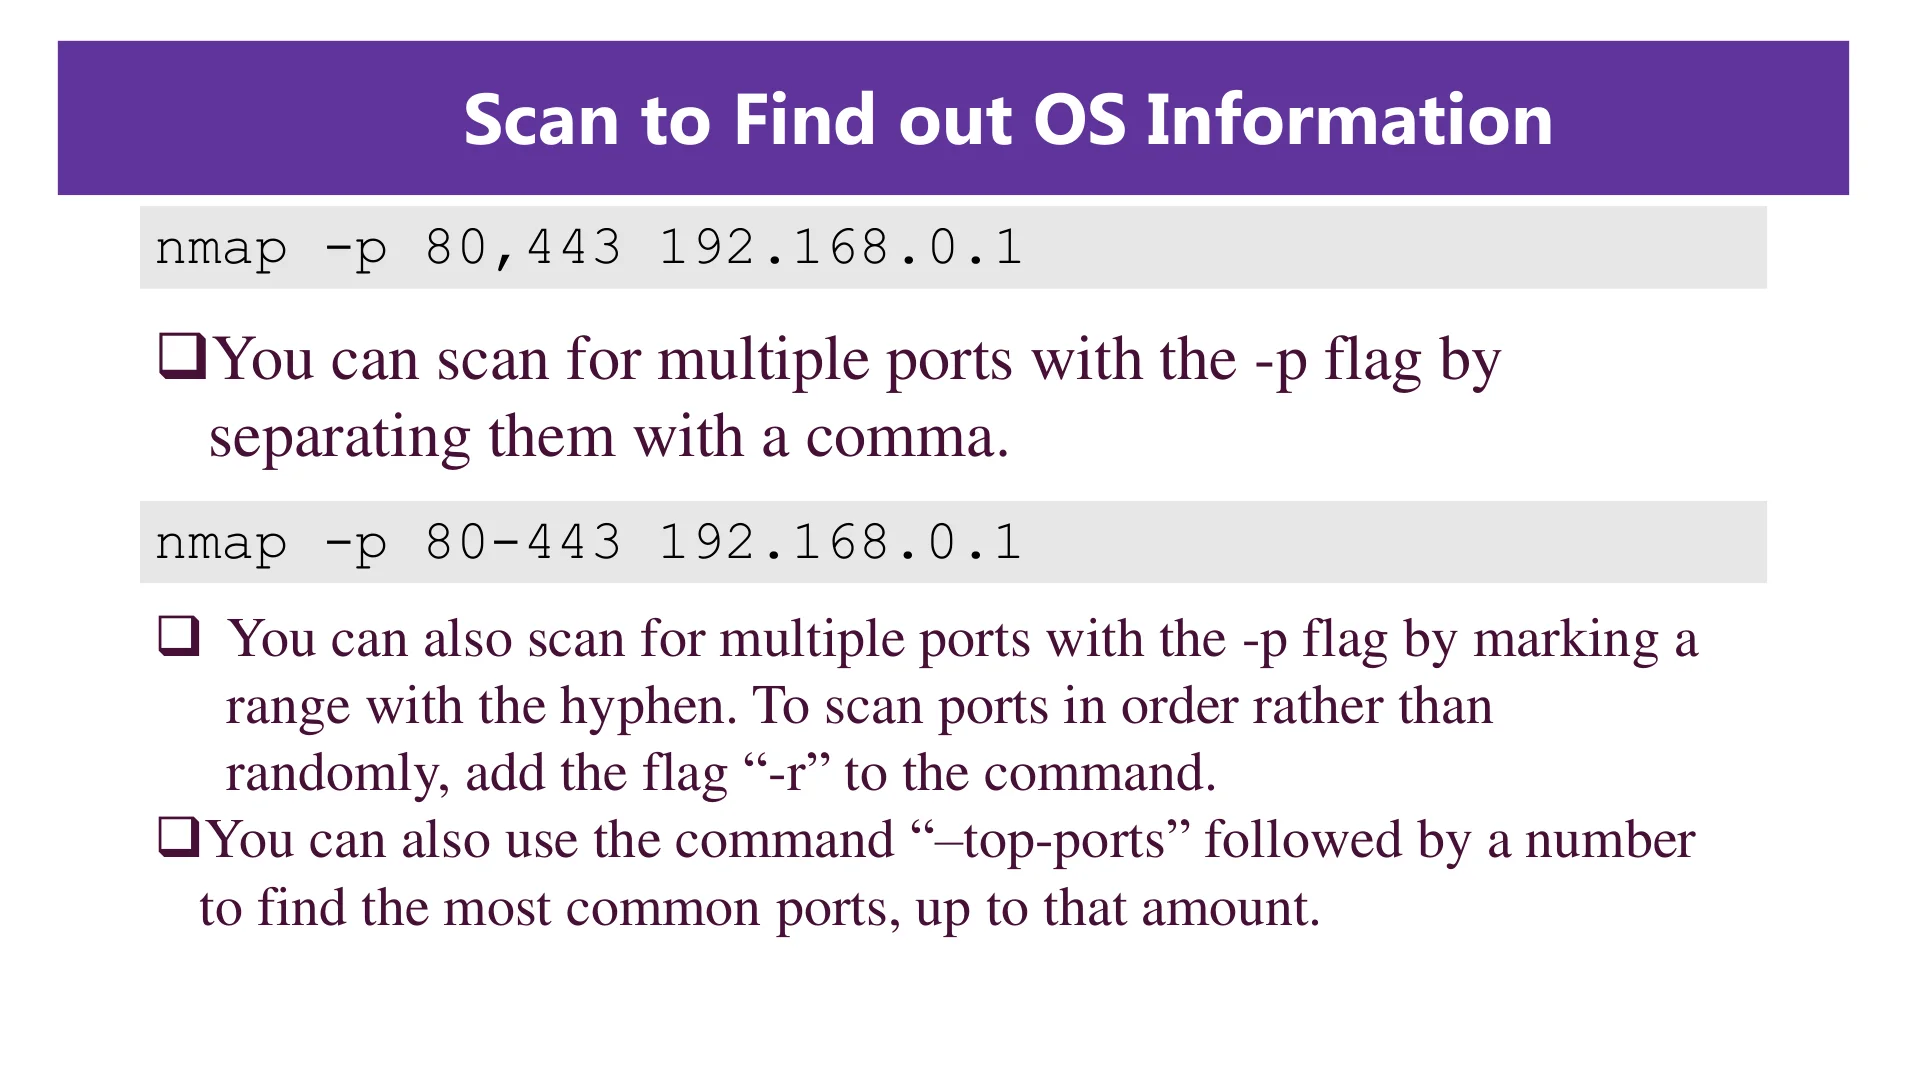 Scan to Find out OS Information
nmap -p 80,443 192.168.0.1
❑You can scan for multiple ports with the -p flag by
separating them with a comma.
nmap -p 80-443 192.168.0.1
❑ You can also scan for multiple ports with the -p flag by marking a
range with the hyphen. To scan ports in order rather than
randomly, add the flag “-r” to the command.
❑You can also use the command “–top-ports” followed by a number
to find the most common ports, up to that amount.